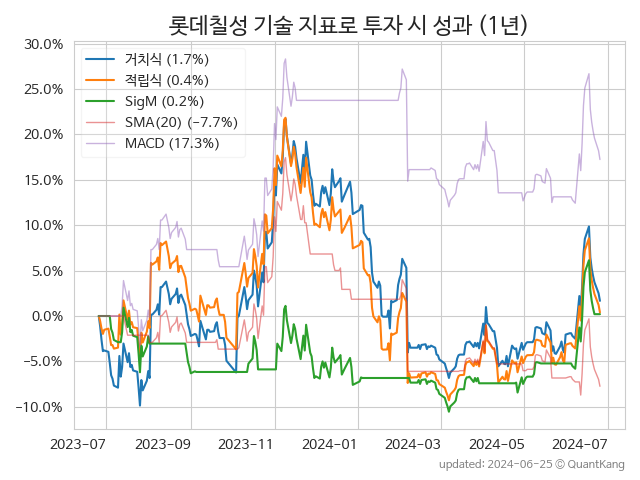 롯데칠성 기술 지표로 투자 시 성과 (1년)
30.0%
25.0%
20.0%
15.0%
10.0%
5.0%
0.0%
−5.0%
−10.0%
거치식 (1.7%)
적립식 (0.4%)
SigM (0.2%)
SMA(20) (−7.7%)
MACD (17.3%)
2023-07 2023-09 2023-11 2024-01 2024-03 2024-05 2024-07
updated: 2024-06-25 ⓒ QuantKang